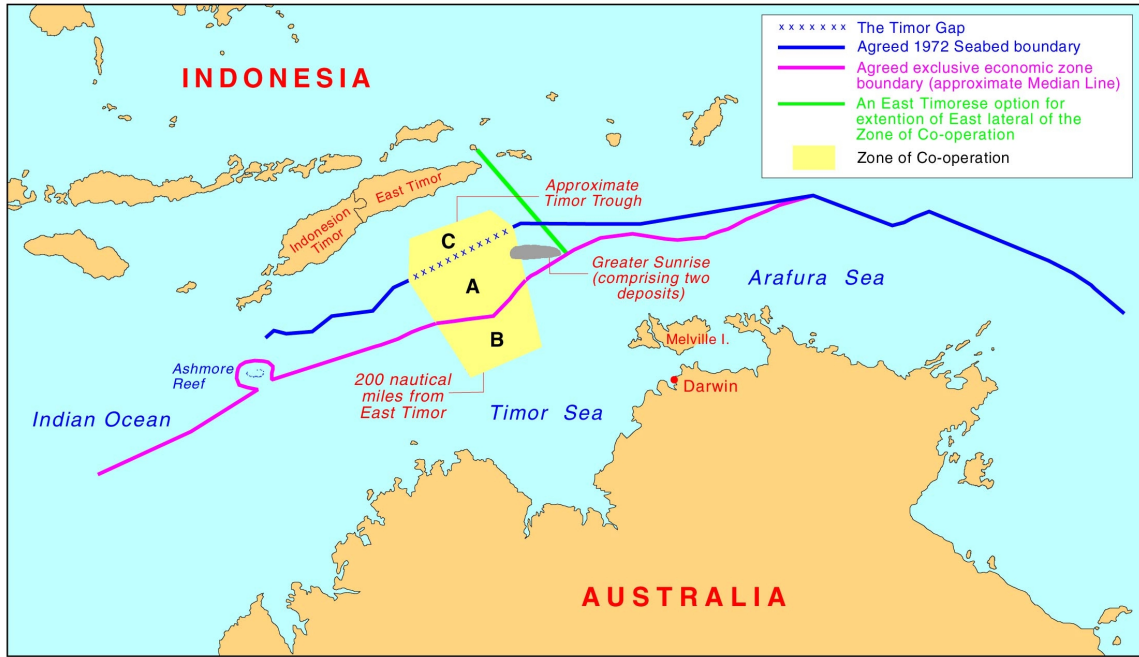 x x x x x x x The Timor Gap
Agreed 1972 Seabed boundary
Agreed exclusive economic zone
boundary (approximate Median Line)
An East Timorese option for
extention of East lateral of the
Zone of Co-operation
Zone of Co-operation
INDONESIA
East Timor
Indonesion
Timor
Approximate
Timor Trough
C
A
B
Greater Sunrise
(comprising two
deposits)
Arafura Sea
Melville I.
Darwin
Ashmore
Reef
200 nautical
miles from
East Timor
Indian Ocean
Timor Sea
AUSTRALIA